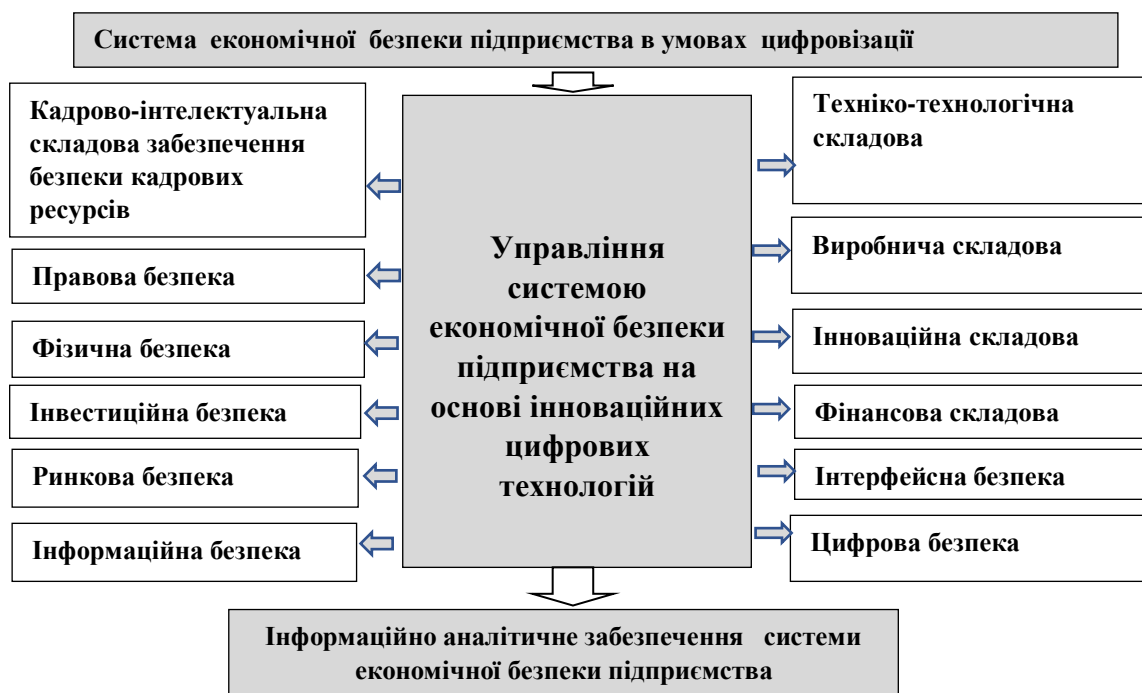 Система економічної безпеки підприємства в умовах цифровізації
Кадрово-інтелектуальна
складова забезпечення
безпеки кадрових
ресурсів
Правова безпека
Фізична безпека
Інвестиційна безпека
Ринкова безпека
Інформаційна безпека
Управління
системою
економічної безпеки
підприємства на
основі інноваційних
цифрових
технологій
Техніко-технологічна
складова
Виробнича складова
Інноваційна складова
Фінансова складова
Інтерфейсна безпека
Цифрова безпека
Інформаційно аналітичне забезпечення системи
економічної безпеки підприємства